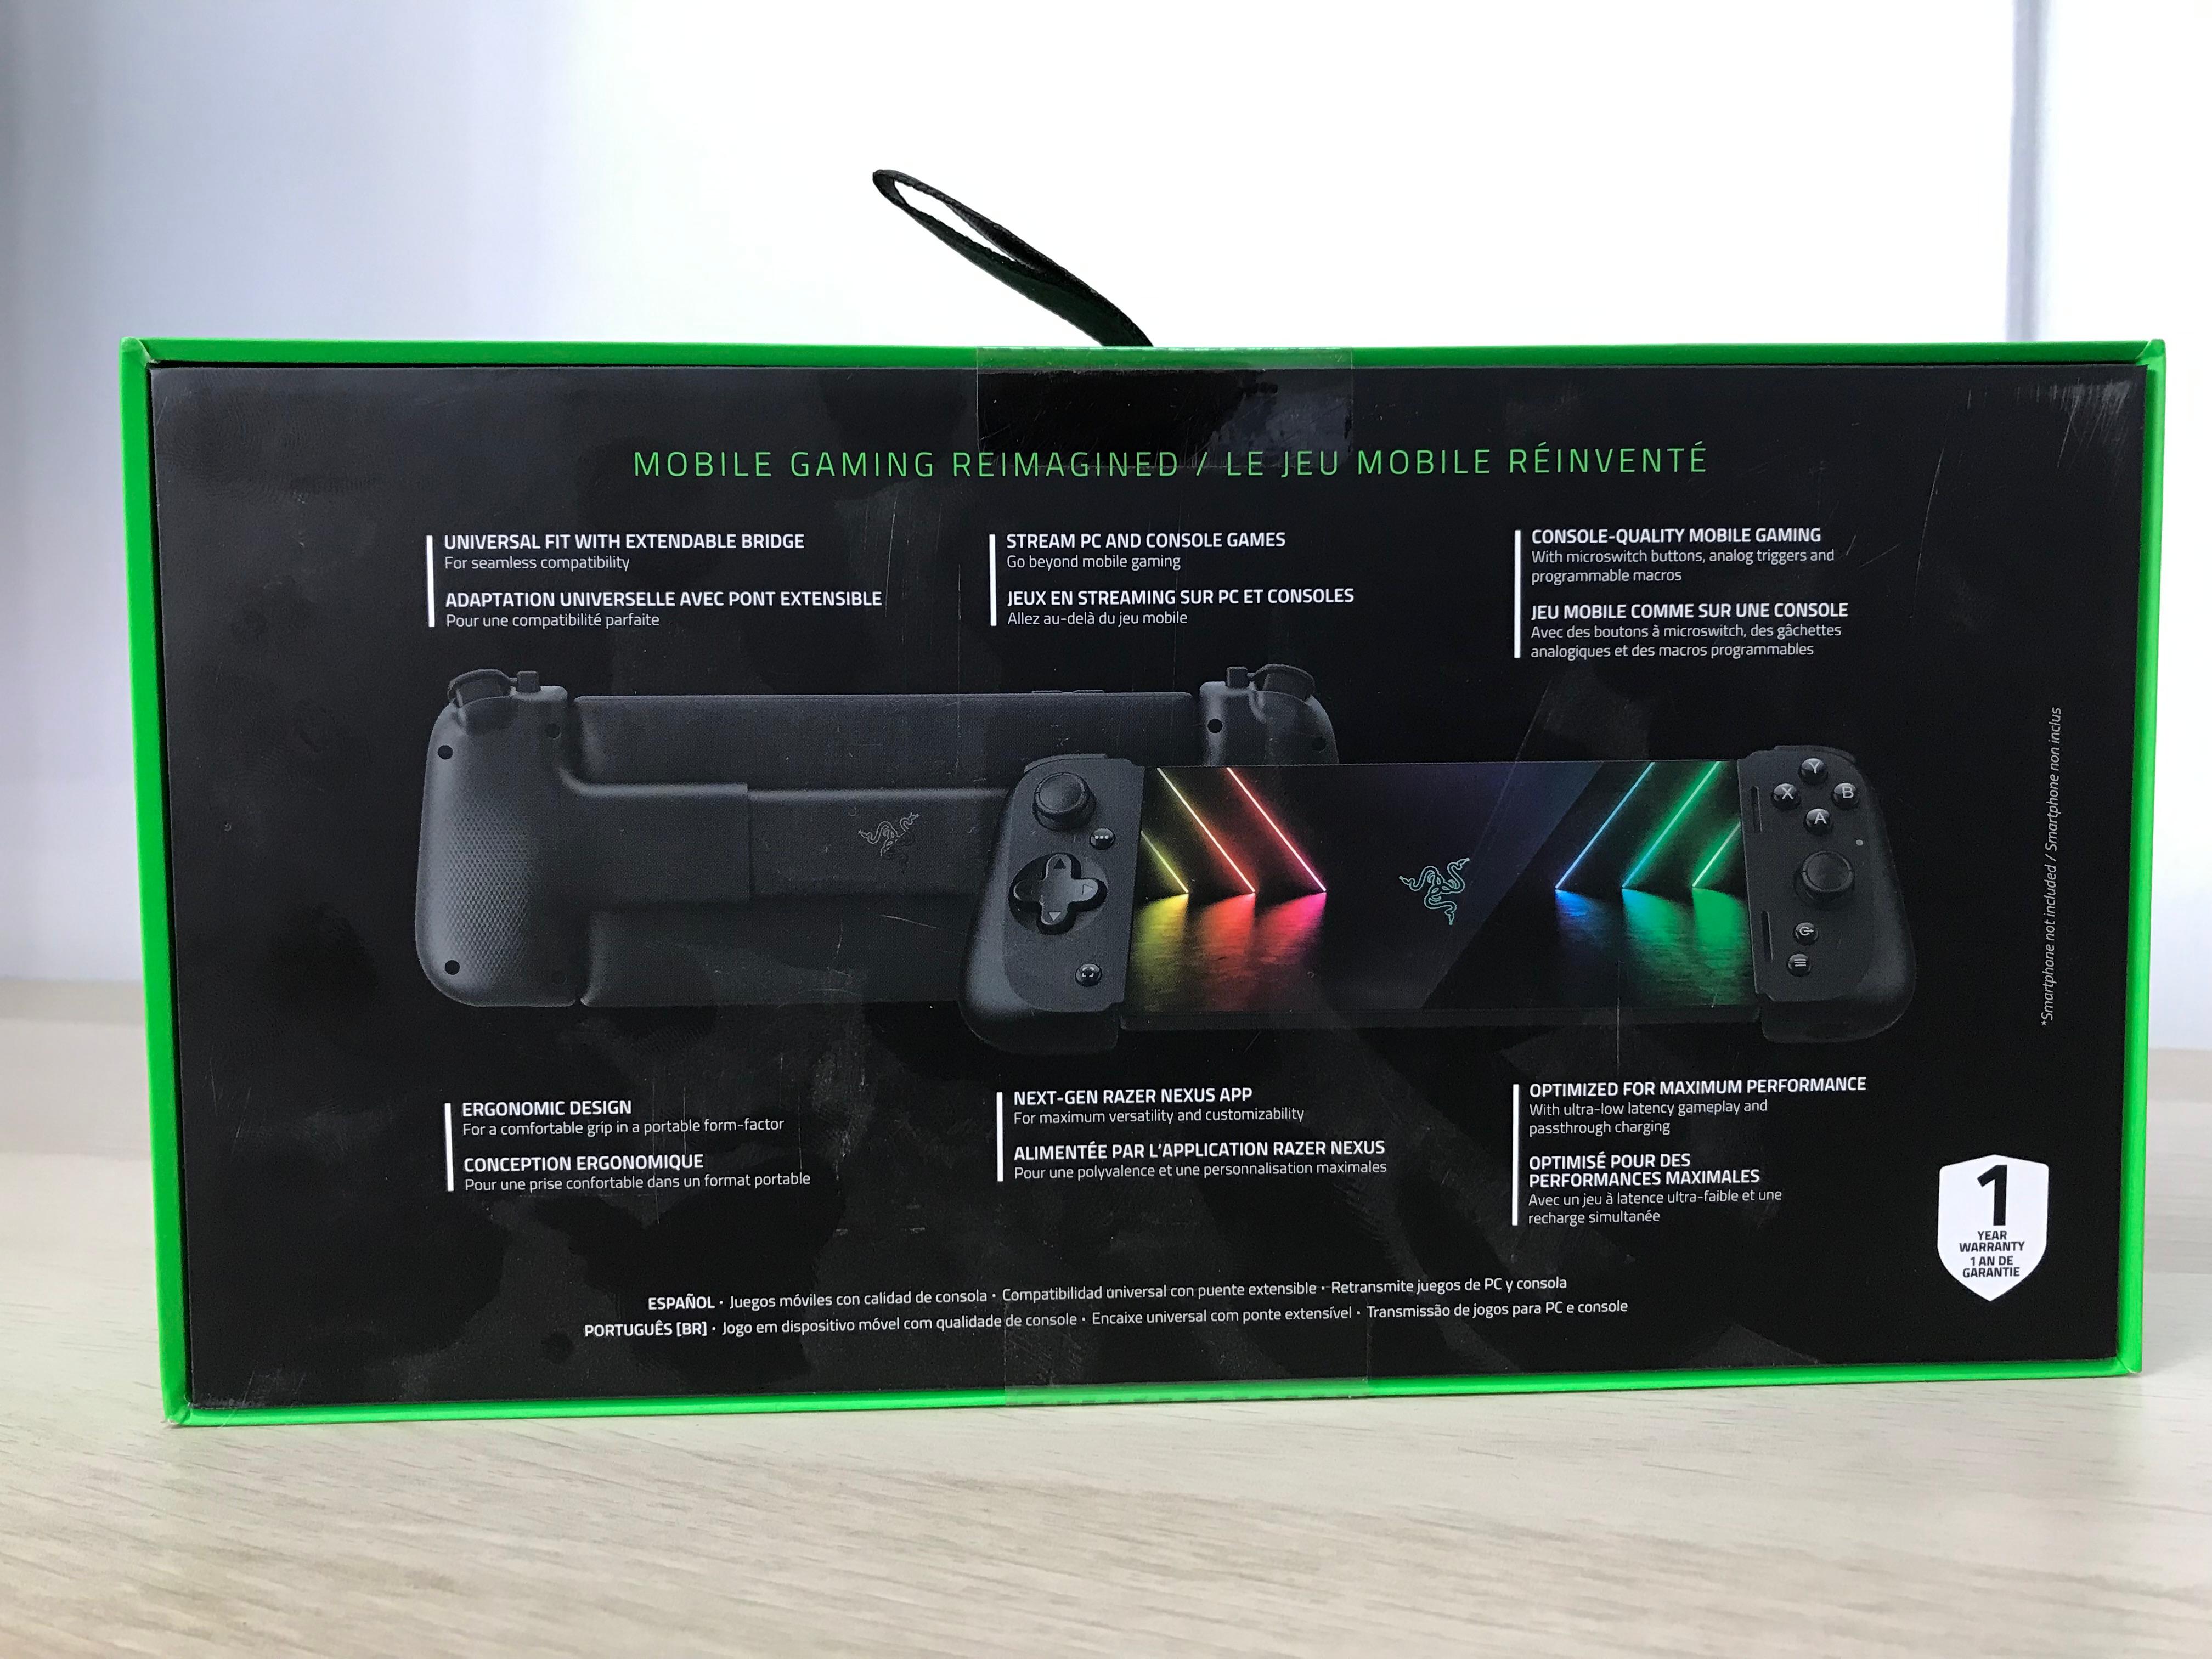 MOBILE GAMING REIMAGINED / LE JEU MOBILE RÉINVENTÉ
UNIVERSAL FIT WITH EXTENDABLE BRIDGE
For seamless compatibility
ADAPTATION UNIVERSELLE AVEC PONT EXTENSIBLE
Pour une compatibilité parfaite
STREAM PC AND CONSOLE GAMES
Go beyond mobile gaming
JEUX EN STREAMING SUR PC ET CONSOLES
Allez au-delà du jeu mobile
CONSOLE-QUALITY MOBILE GAMING
With microswitch buttons, analog triggers and
programmable macros
JEU MOBILE COMME SUR UNE CONSOLE
Avec des boutons à microswitch, des gâchettes
analogiques et des macros programmables
Y
X
B
A
*Smartphone not included / Smartphone non inclus
ERGONOMIC DESIGN
For a comfortable grip in a portable form-factor
CONCEPTION ERGONOMIQUE
Pour une prise confortable dans un format portable
NEXT-GEN RAZER NEXUS APP
For maximum versatility and customizability
ALIMENTÉE PAR L'APPLICATION RAZER NEXUS
Pour une polyvalence et une personnalisation maximales
OPTIMIZED FOR MAXIMUM PERFORMANCE
With ultra-low latency gameplay and
passthrough charging
OPTIMISÉ POUR DES
PERFORMANCES MAXIMALES
Avec un jeu à latence ultra-faible et une
recharge simultanée
1
YEAR
WARRANTY
1 AN DE
GARANTIE
ESPAÑOL · Juegos móviles con calidad de consola · Compatibilidad universal con puente extensible · Retransmite juegos de PC y consola
PORTUGUÊS [BR] · Jogo em dispositivo móvel com qualidade de console · Encaixe universal com ponte extensível · Transmissão de jogos para PC e console